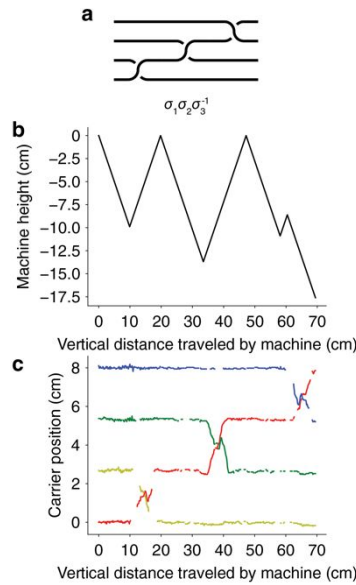 a
σ₁σ₂σ₃⁻¹
b
Machine height (cm)
0
−2.5
−5.0
−7.5
−10.0
−12.5
−15.0
−17.5
0 10 20 30 40 50 60 70
Vertical distance traveled by machine (cm)
c
Carrier position (cm)
8
6
4
2
0
0 10 20 30 40 50 60 70
Vertical distance traveled by machine (cm)